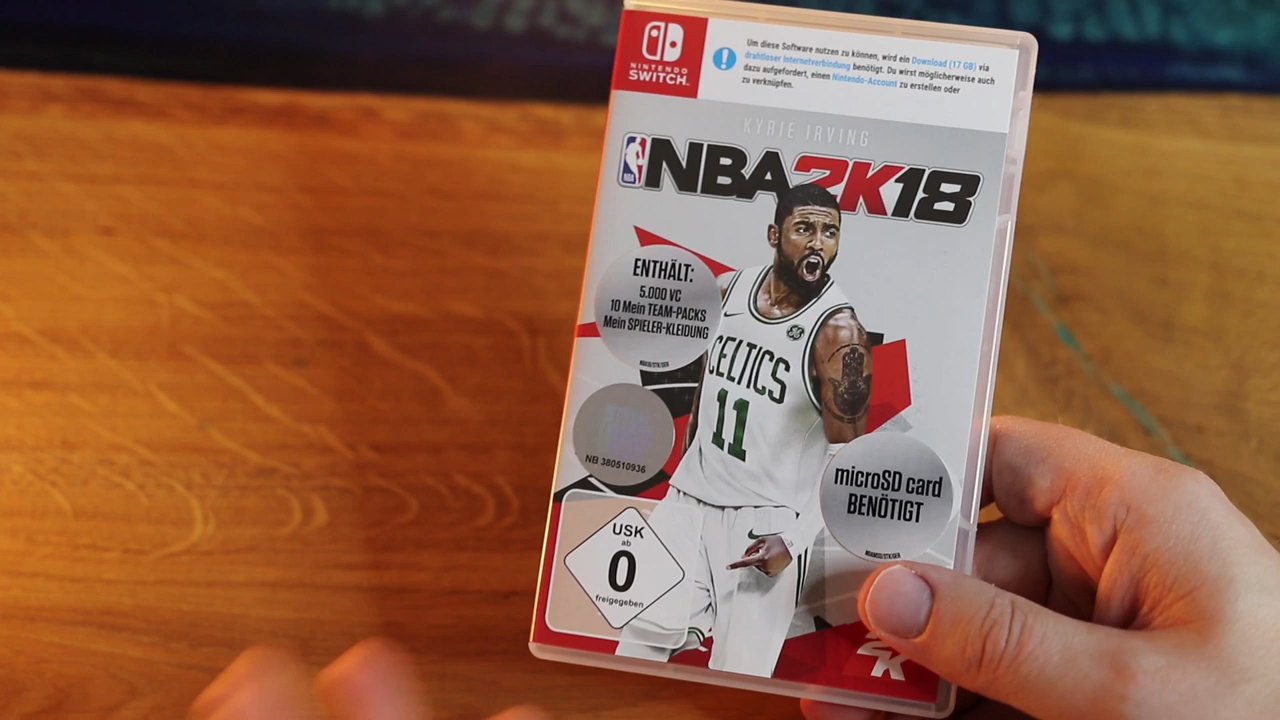 NINTENDO
SWITCH
Um diese Software nutzen zu können, wird ein Download (17 GB) via
drahtloser Internetverbindung benötigt. Du wirst möglicherweise auch
dazu aufgefordert, einen Nintendo-Account zu erstellen oder
zu verknüpfen.
KYRIE IRVING
NBA
NBA2K18
ENTHÄLT:
5.000 VC
10 Mein TEAM-PACKS
Mein SPIELER-KLEIDUNG
CELTICS
11
NB 380510936
microSD card
BENÖTIGT
USK
ab
0
freigegeben
2K